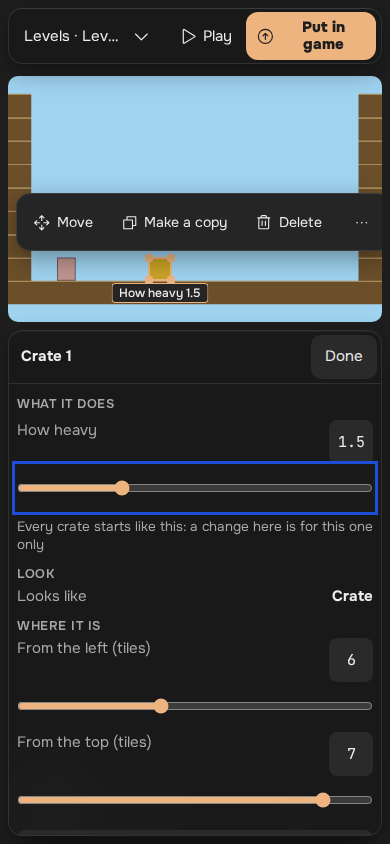 Levels · Lev...
Play
Put in
game
Move
Make a copy
Delete
...
How heavy 1.5
Crate 1
Done
WHAT IT DOES
How heavy
1.5
Every crate starts like this: a change here is for this one
only
LOOK
Looks like
Crate
WHERE IT IS
From the left (tiles)
6
From the top (tiles)
7